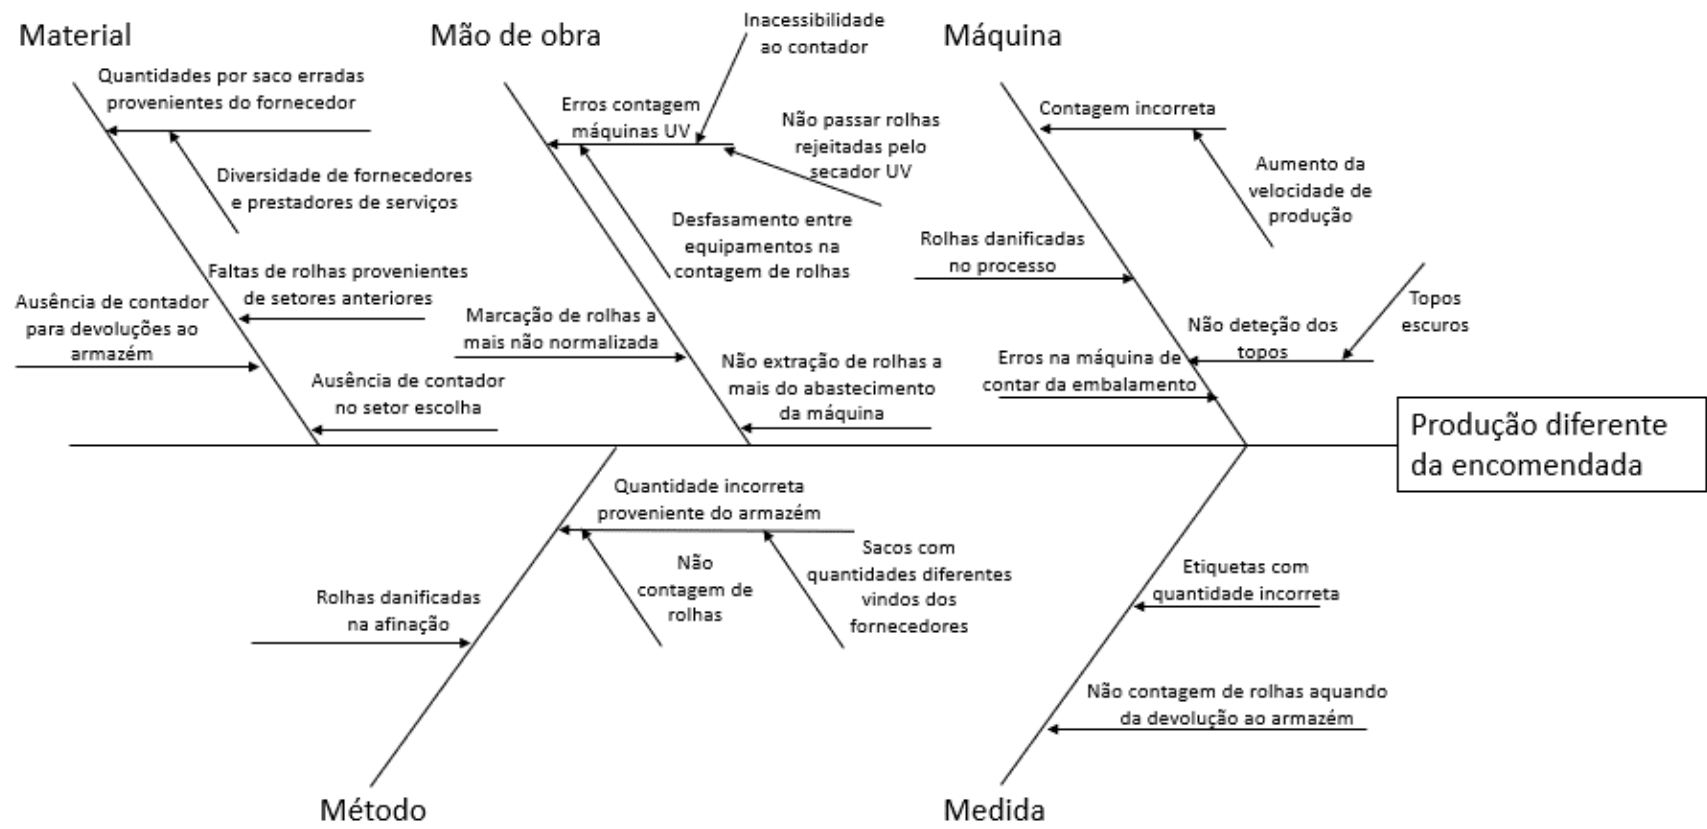 Material
Quantidades por saco erradas
provenientes do fornecedor
Diversidade de fornecedores
e prestadores de serviços
Faltas de rolhas provenientes
de setores anteriores
Ausência de contador
para devoluções ao
armazém
Ausência de contador
no setor escolha
Mão de obra
Inacessibilidade
ao contador
Erros contagem
máquinas UV
Não passar rolhas
rejeitadas pelo
secador UV
Desfasamento entre
equipamentos na
contagem de rolhas
Marcação de rolhas a
mais não normalizada
Não extração de rolhas a
mais do abastecimento
da máquina
Máquina
Contagem incorreta
Aumento da
velocidade de
produção
Rolhas danificadas
no processo
Topos
escuros
Não deteção dos
topos
Erros na máquina de
contar da embalamento
Produção diferente
da encomendada
Quantidade incorreta
proveniente do armazém
Não
contagem de
rolhas
Sacos com
quantidades diferentes
vindos dos
fornecedores
Rolhas danificadas
na afinação
Método
Etiquetas com
quantidade incorreta
Não contagem de rolhas aquando
da devolução ao armazém
Medida